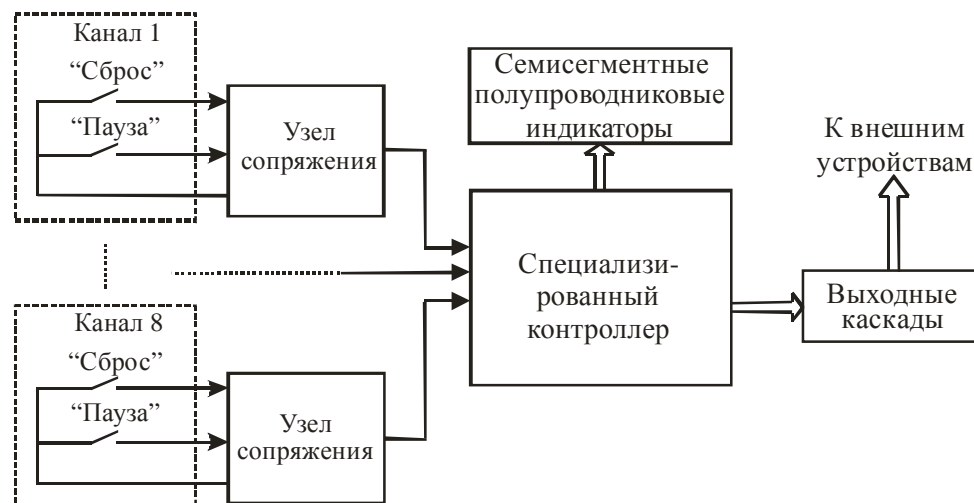 Канал 1
“Сброс”
“Пауза”
Узел
сопряжения
Семисегментные
полупроводниковые
индикаторы
К внешним
устройствам
Специализи-
рованный
контроллер
Выходные
каскады
Канал 8
“Сброс”
“Пауза”
Узел
сопряжения